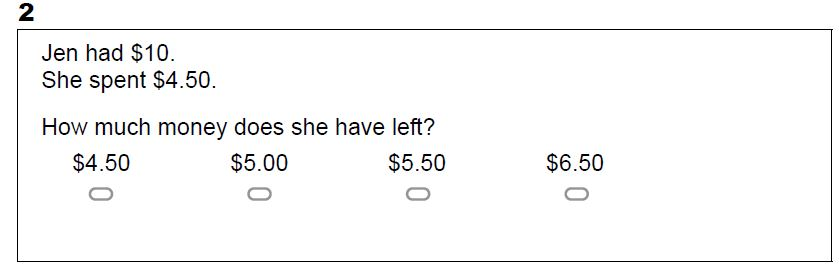 2
Jen had $10.
She spent $4.50.
How much money does she have left?
$4.50 $5.00 $5.50 $6.50